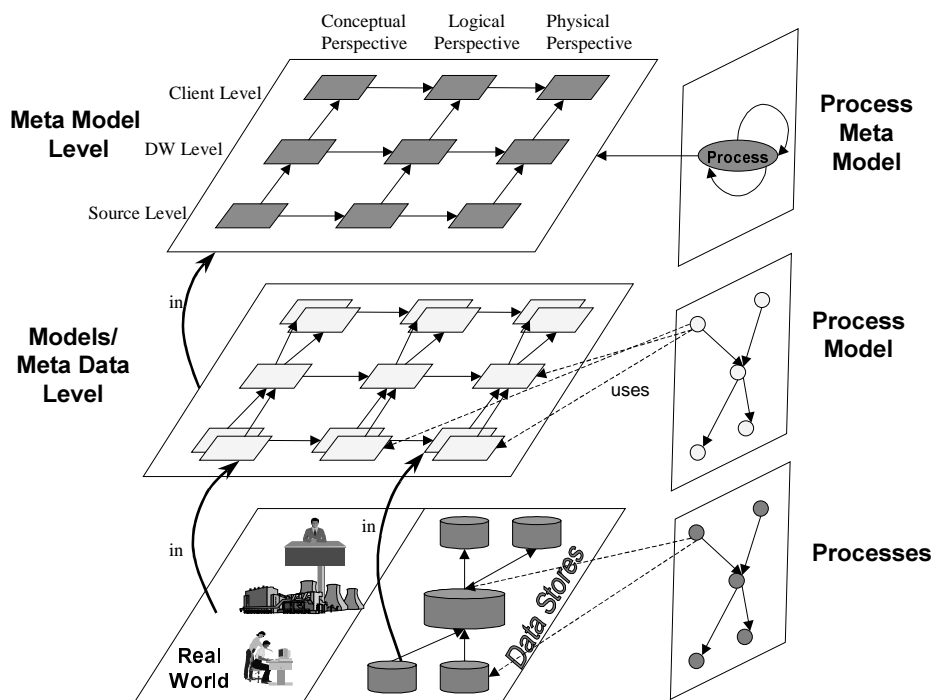 Conceptual Logical Physical
Perspective Perspective Perspective
Client Level
Meta Model
Level
DW Level
Source Level
Process
Process
Meta
Model
in
Models/
Meta Data
Level
uses
Process
Model
in
in
Real
World
Data Stores
Processes